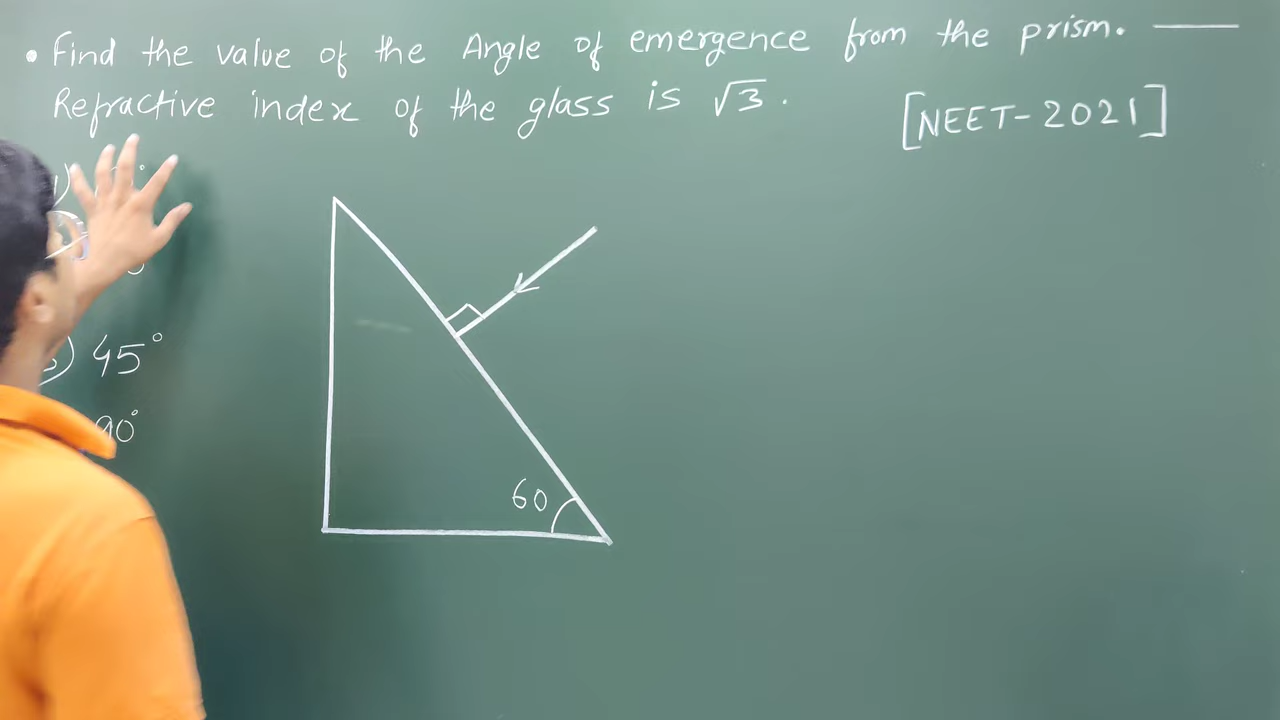 • Find the value of the Angle of emergence from the prism. ——
Refractive index of the glass is √3.
[NEET-2021]
45°
90°
60